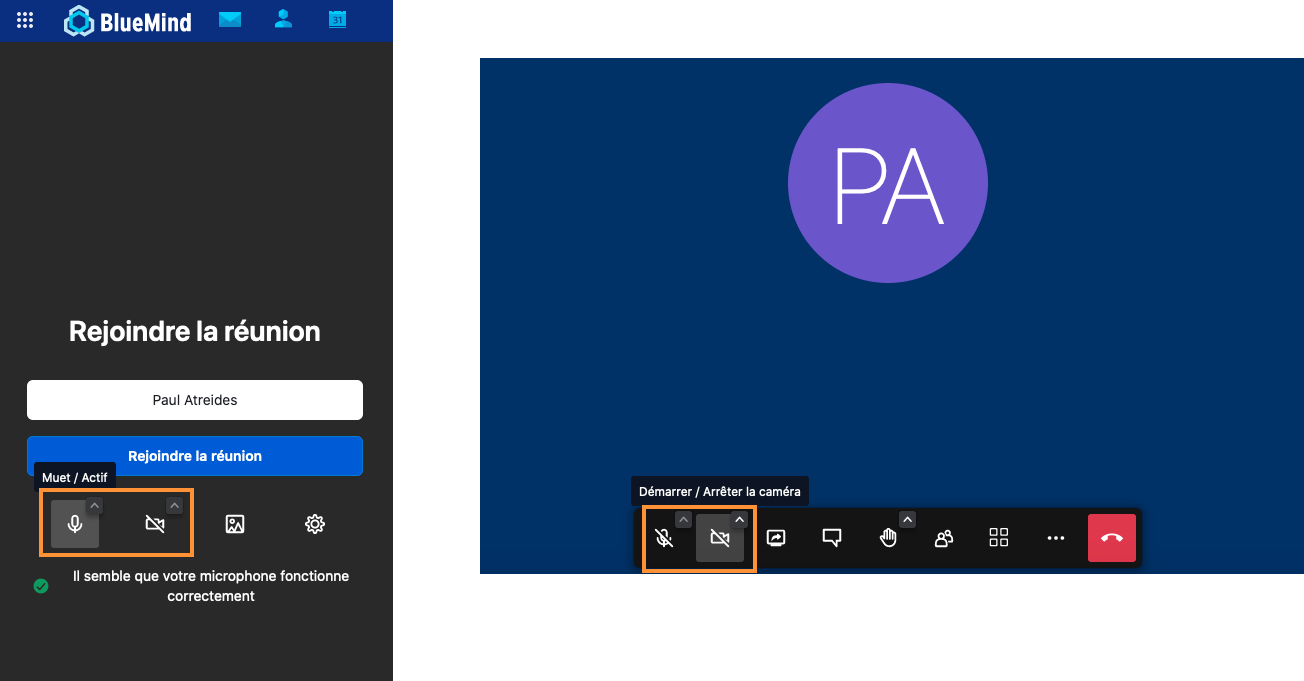 BlueMind
31
Rejoindre la réunion
Paul Atreides
Rejoindre la réunion
Muet / Actif
Il semble que votre microphone fonctionne
correctement
PA
Démarrer / Arrêter la caméra